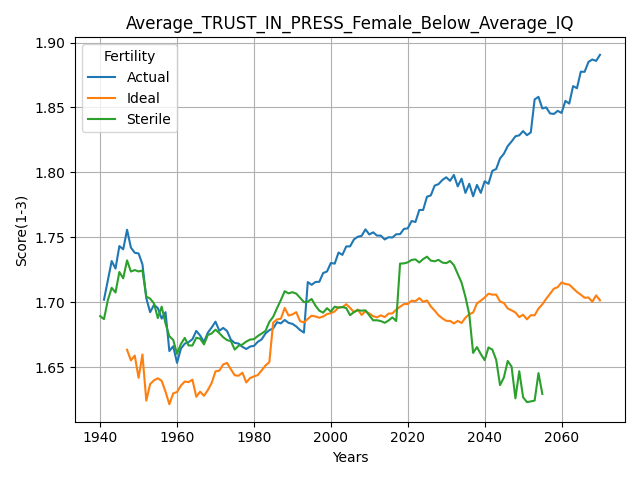 Average_TRUST_IN_PRESS_Female_Below_Average_IQ
Fertility
Actual
Ideal
Sterile
Score(1-3)
1.90
1.85
1.80
1.75
1.70
1.65
1940 1960 1980 2000 2020 2040 2060
Years